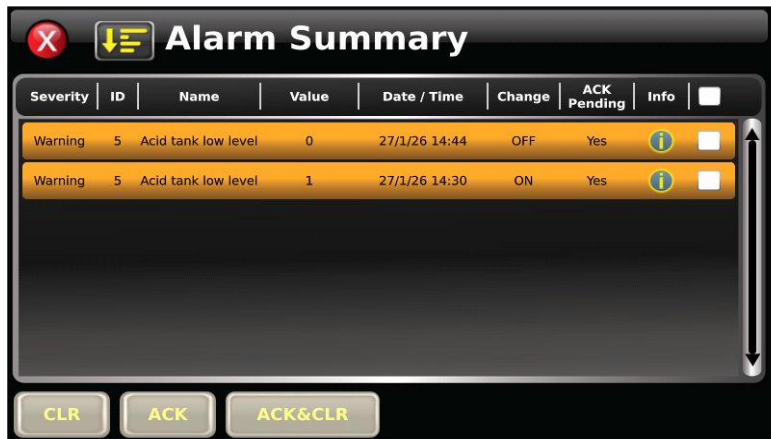 X Alarm Summary
Severity ID Name Value Date / Time Change ACK Pending Info
Warning 5 Acid tank low level 0 27/1/26 14:44 OFF Yes i
Warning 5 Acid tank low level 1 27/1/26 14:30 ON Yes i
CLR ACK ACK&CLR